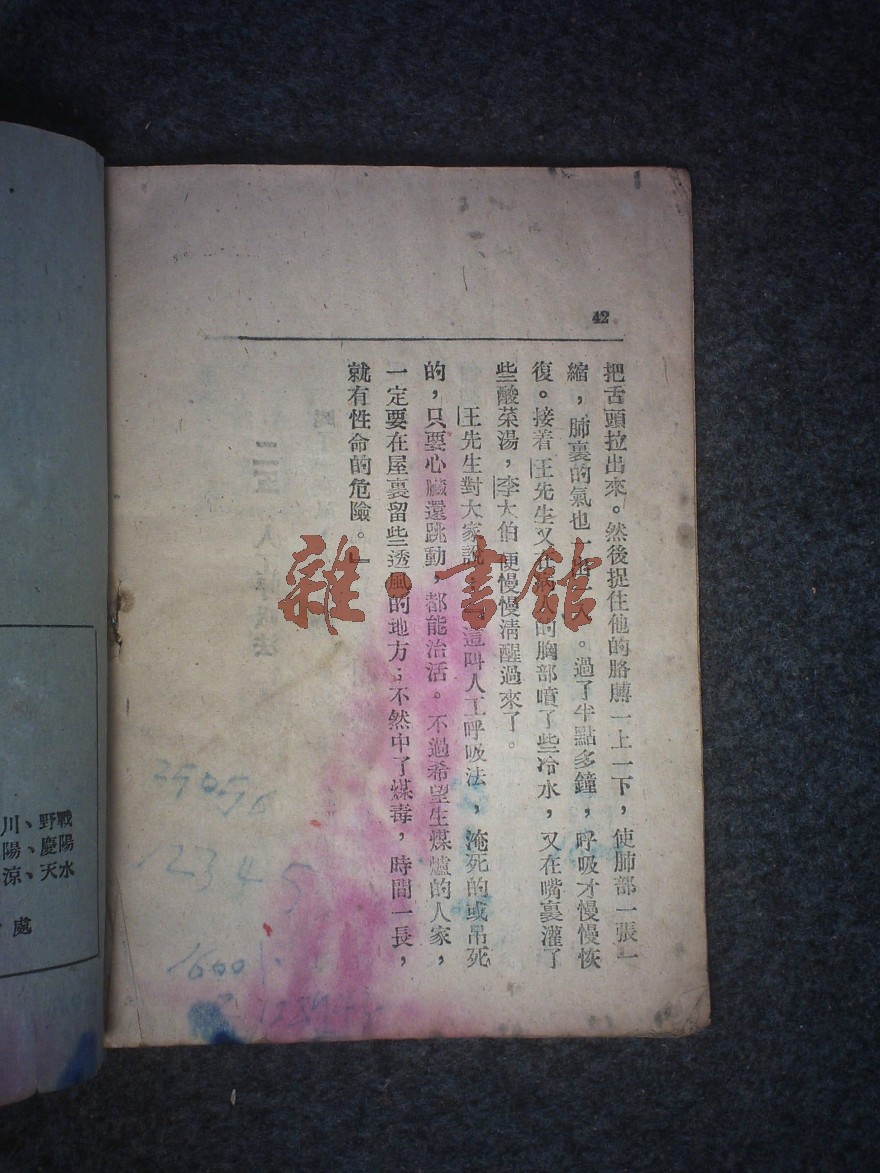 42
把舌頭拉出來。然後捉住他的胳膊一上一下，使肺部一張一
縮，肺裏的氣也一出一入。過了半點多鐘，呼吸才慢慢恢
復。接着王先生又在病人的胸部噴了些冷水，又在嘴裏灌了
些酸菜湯，李大伯便慢慢淸醒過來了。
王先生對大家說：「這叫人工呼吸法，淹死的或吊死
的，只要心臟還跳動，都能治活。不過希望生煤爐的人家，
一定要在屋裏留些透風的地方；不然中了煤毒，時間一長，
就有性命的危險。」
雜·書館
12345
1600
川、野戰
陽、慶陽
涼、天水
處